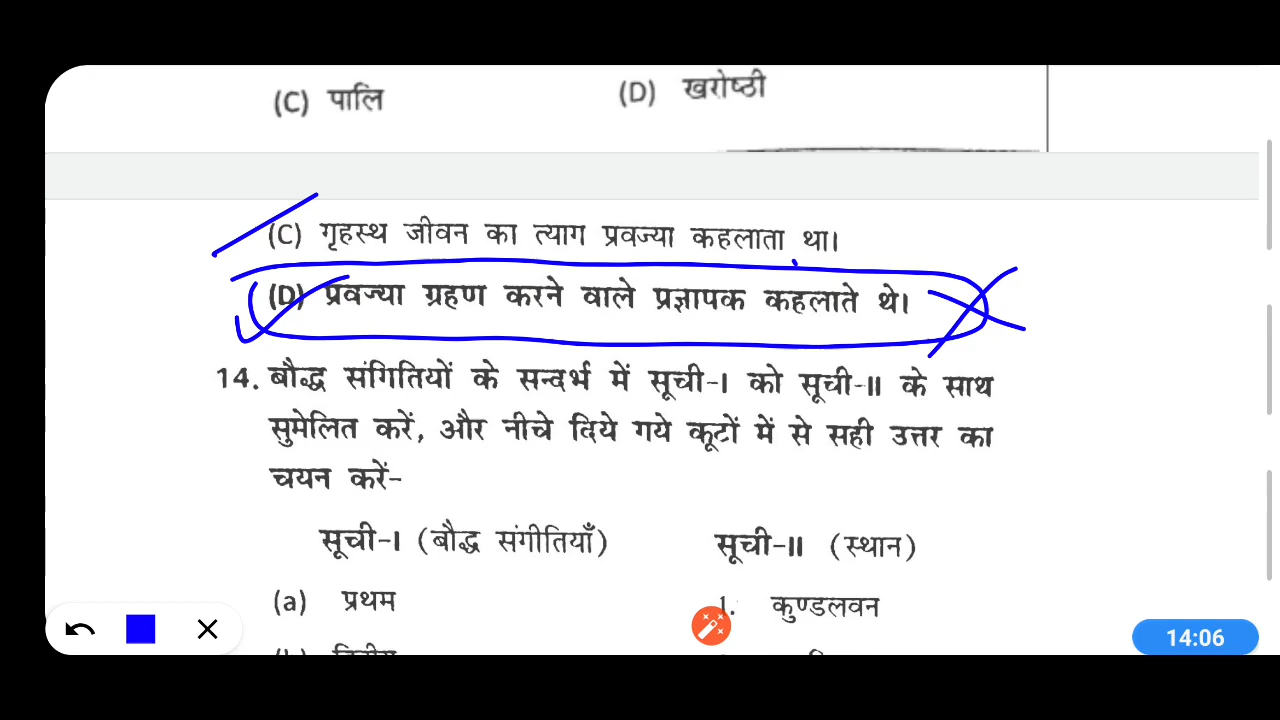 (C) पालि (D) खरोष्ठी
(C) गृहस्थ जीवन का त्याग प्रवज्या कहलाता था।
(D) प्रवज्या ग्रहण करने वाले प्रज्ञापक कहलाते थे।
14. बौद्ध संगितियों के सन्दर्भ में सूची-I को सूची-II के साथ
सुमेलित करें, और नीचे दिये गये कूटों में से सही उत्तर का
चयन करें-
सूची-I (बौद्ध संगीतियाँ) सूची-II (स्थान)
(a) प्रथम 1. कुण्डलवन
14:06